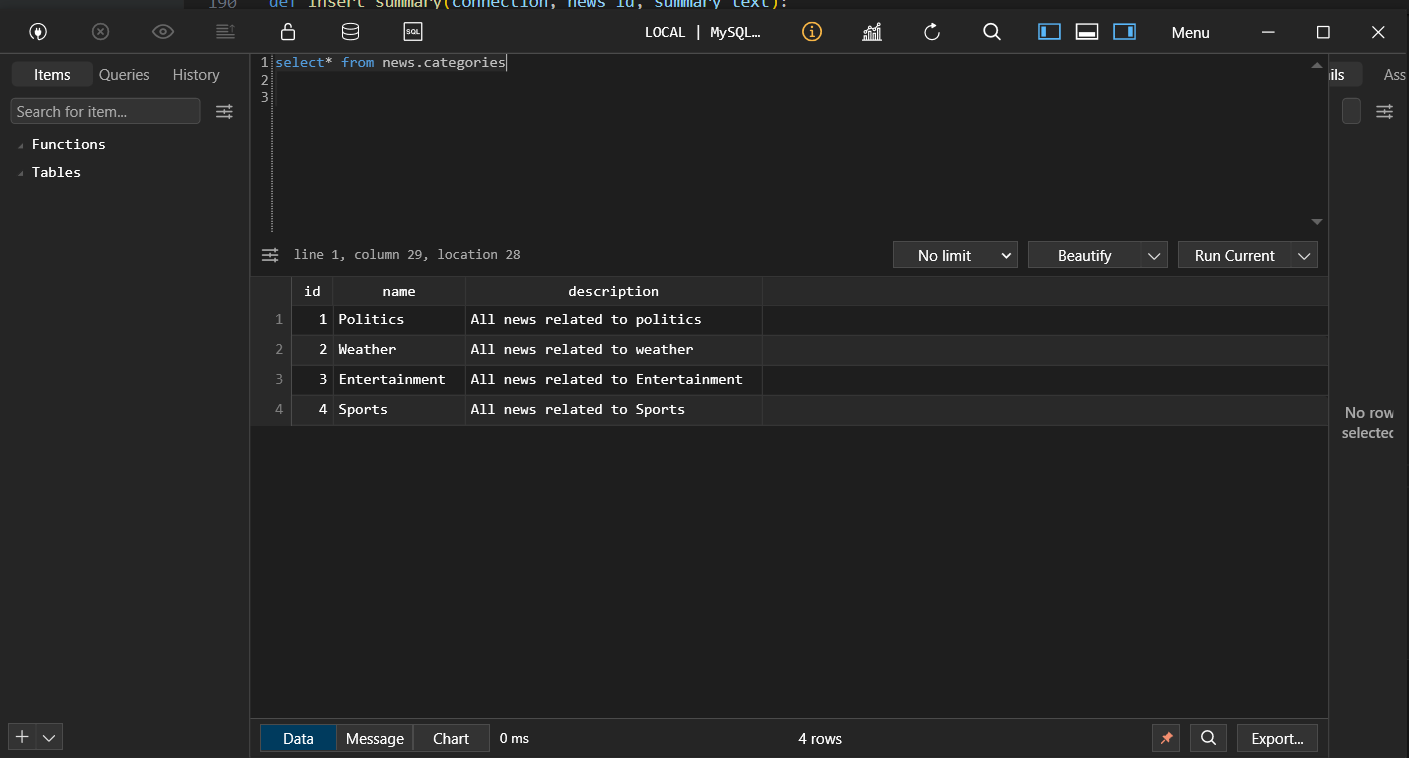 190 def insert_summary(connection, news_id, summary_text):
SQL LOCAL | MySQL... Menu
Items Queries History
Search for item...
Functions
Tables
1 select* from news.categories
2
3
ils Ass
line 1, column 29, location 28 No limit Beautify Run Current
id name description
1 1 Politics All news related to politics
2 2 Weather All news related to weather
3 3 Entertainment All news related to Entertainment
4 4 Sports All news related to Sports
No row
selected
Data Message Chart 0 ms 4 rows Export...